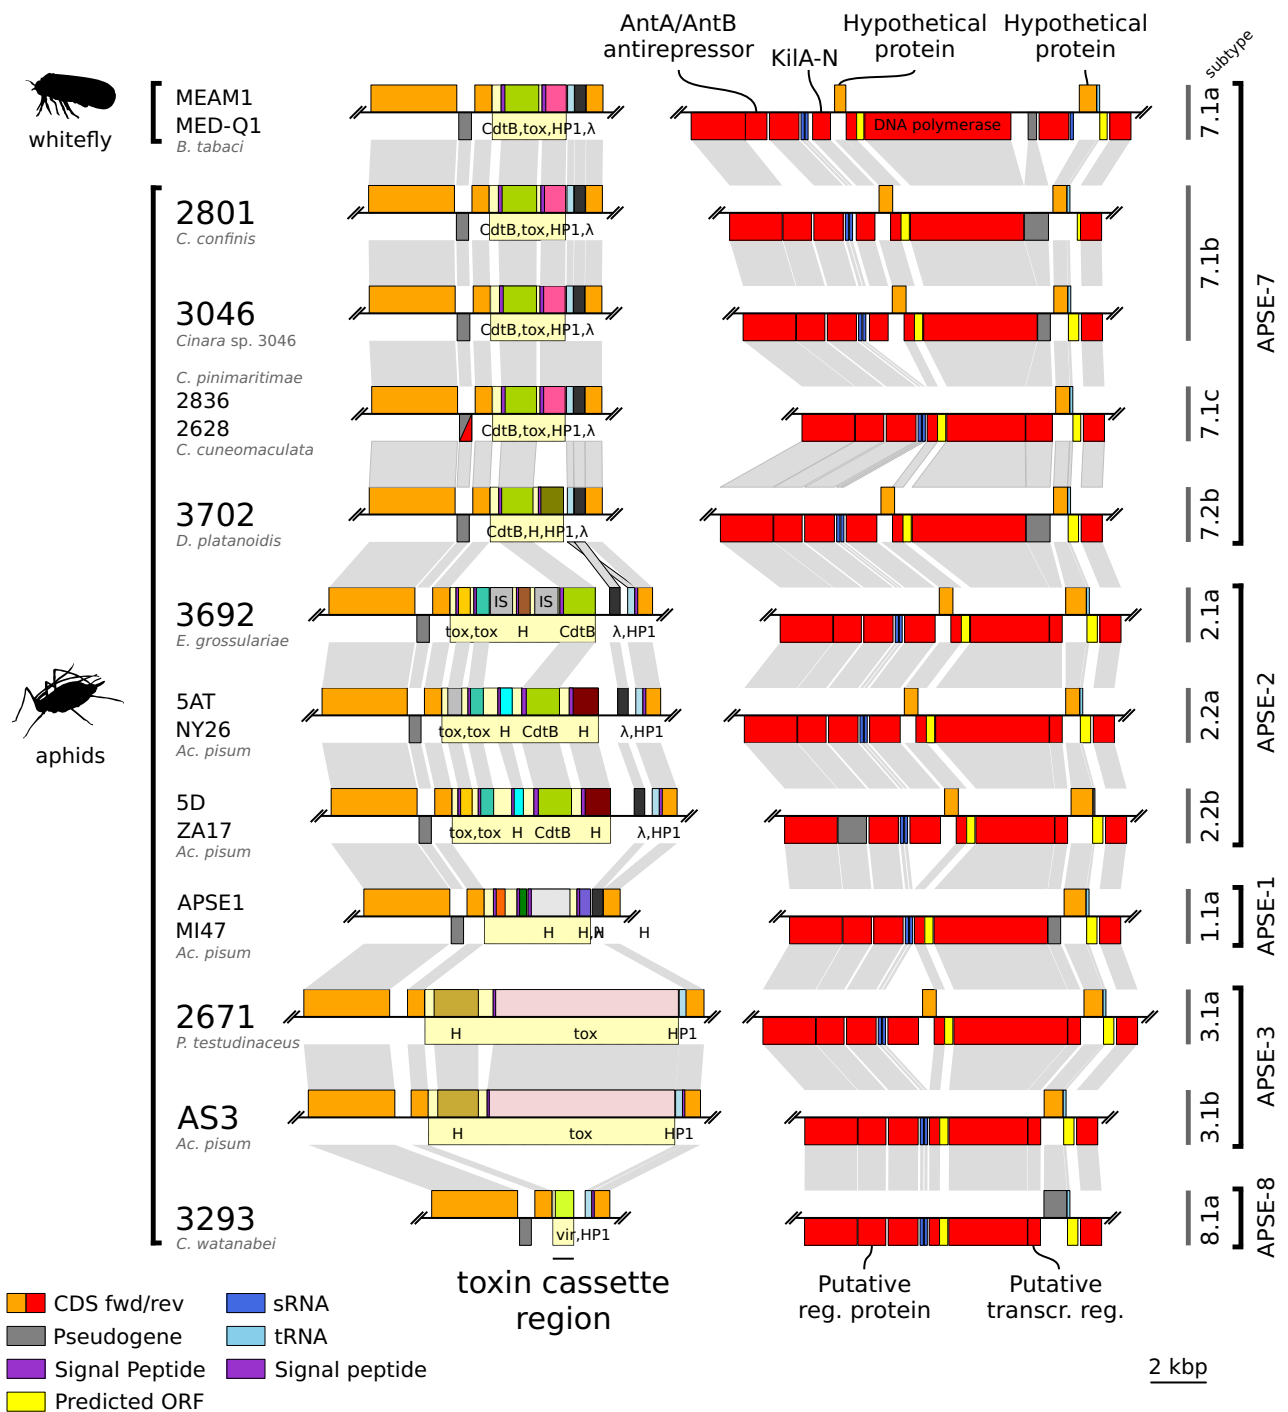 AntA/AntB
antirepressor
KilA-N
Hypothetical
protein
Hypothetical
protein
subtype
whitefly
MEAM1
MED-Q1
B. tabaci
CdtB,tox,HP1,λ
DNA polymerase
7.1a
2801
C. confinis
CdtB,tox,HP1,λ
7.1b
3046
Cinara sp. 3046
CdtB,tox,HP1,λ
APSE-7
C. pinimaritimae
2836
2628
C. cuneomaculata
CdtB,tox,HP1,λ
7.1c
3702
D. platanoidis
CdtB,H,HP1,λ
7.2b
3692
E. grossulariae
IS
IS
tox,tox H CdtB λ,HP1
2.1a
aphids
5AT
NY26
Ac. pisum
tox,tox H CdtB H λ,HP1
2.2a
APSE-2
5D
ZA17
Ac. pisum
tox,tox H CdtB H λ,HP1
2.2b
APSE1
MI47
Ac. pisum
H H,λ H
1.1a
APSE-1
2671
P. testudinaceus
H tox HP1
3.1a
APSE-3
AS3
Ac. pisum
H tox HP1
3.1b
3293
C. watanabei
vir,HP1
8.1a
APSE-8
toxin cassette
region
Putative
reg. protein
Putative
transcr. reg.
CDS fwd/rev
sRNA
Pseudogene
tRNA
Signal Peptide
Signal peptide
Predicted ORF
2 kbp